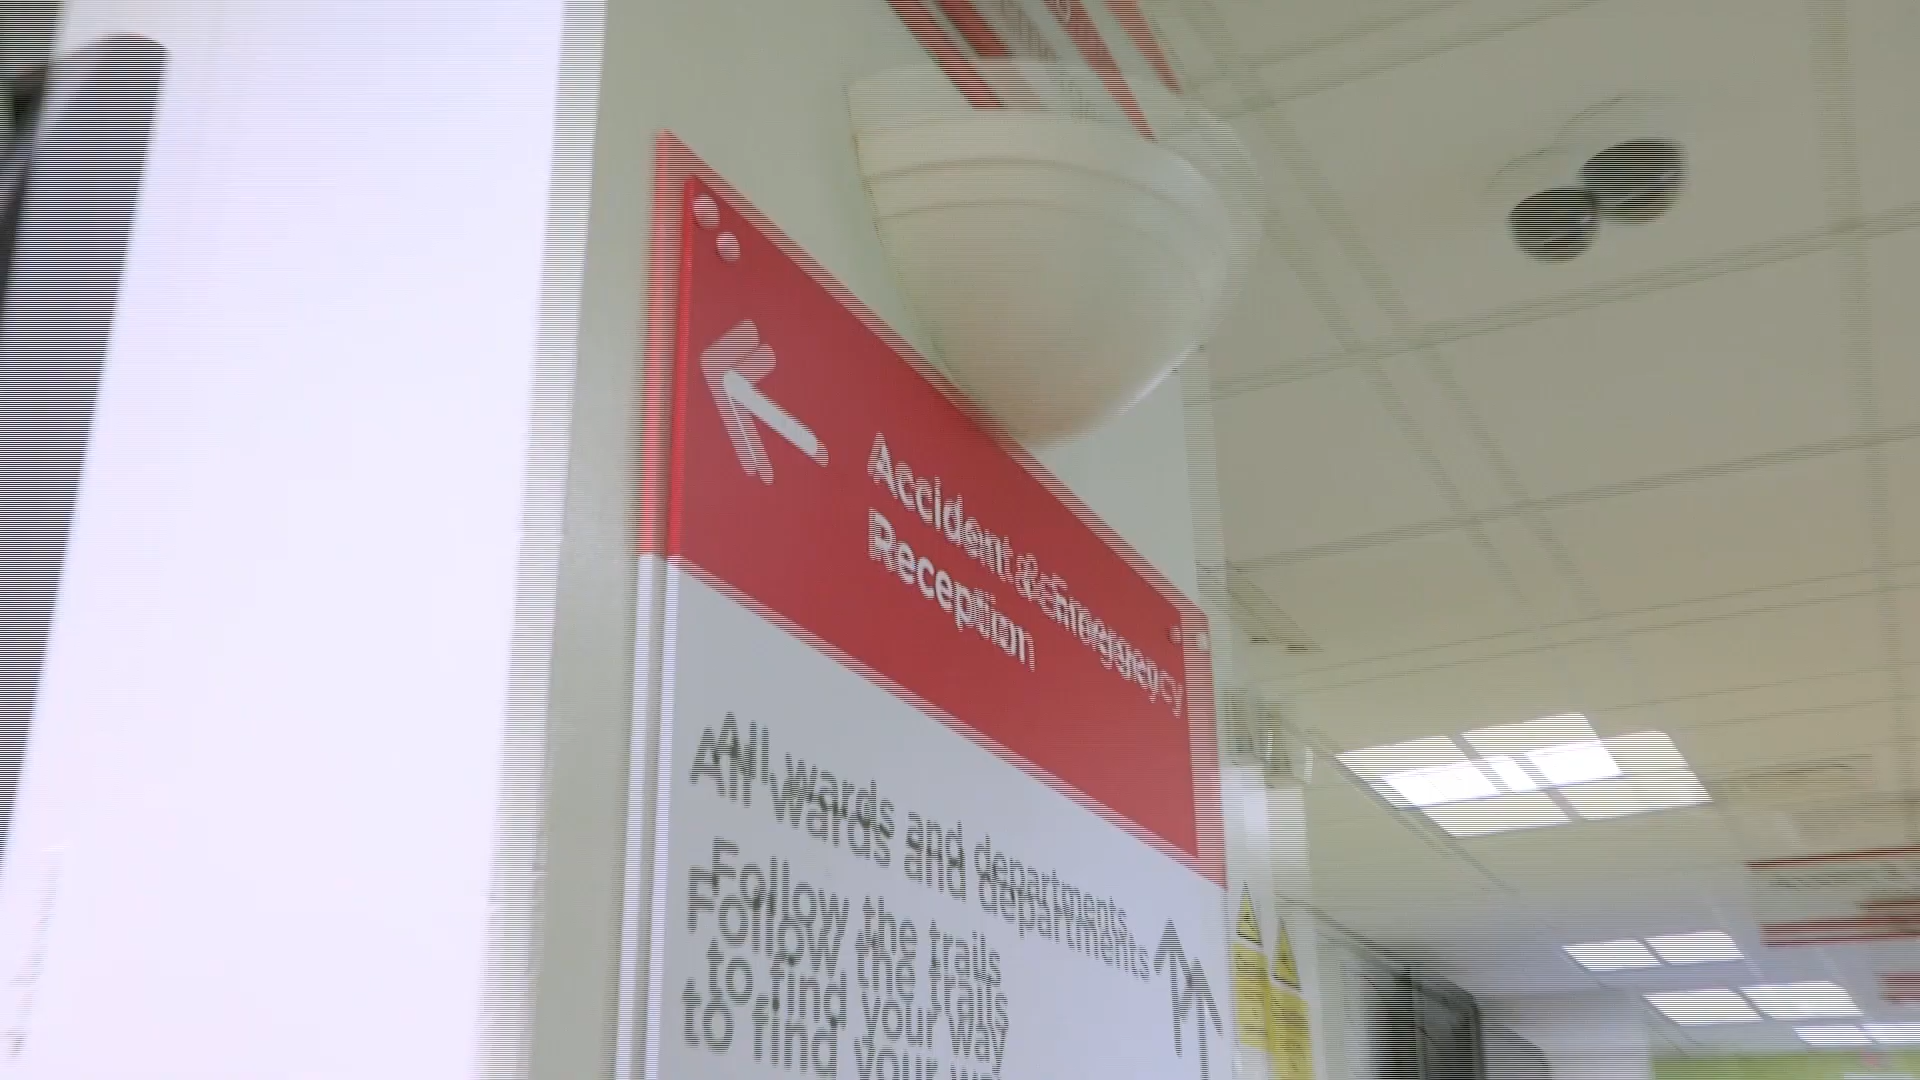 Accident & Emergency
Reception
All wards and departments
Follow the trails
to find your way